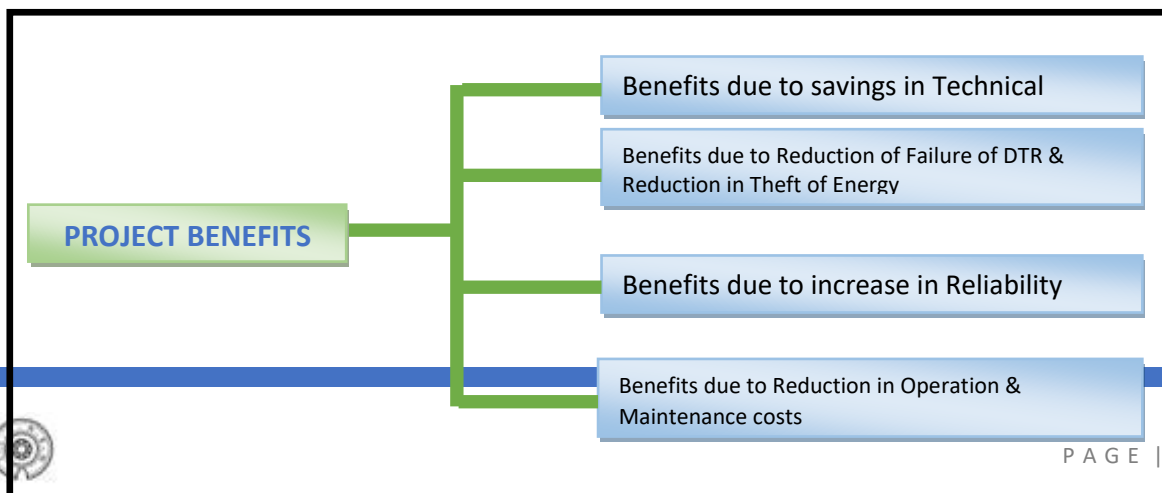 Benefits due to savings in Technical
Benefits due to Reduction of Failure of DTR &
Reduction in Theft of Energy
PROJECT BENEFITS
Benefits due to increase in Reliability
Benefits due to Reduction in Operation &
Maintenance costs
PAGE |